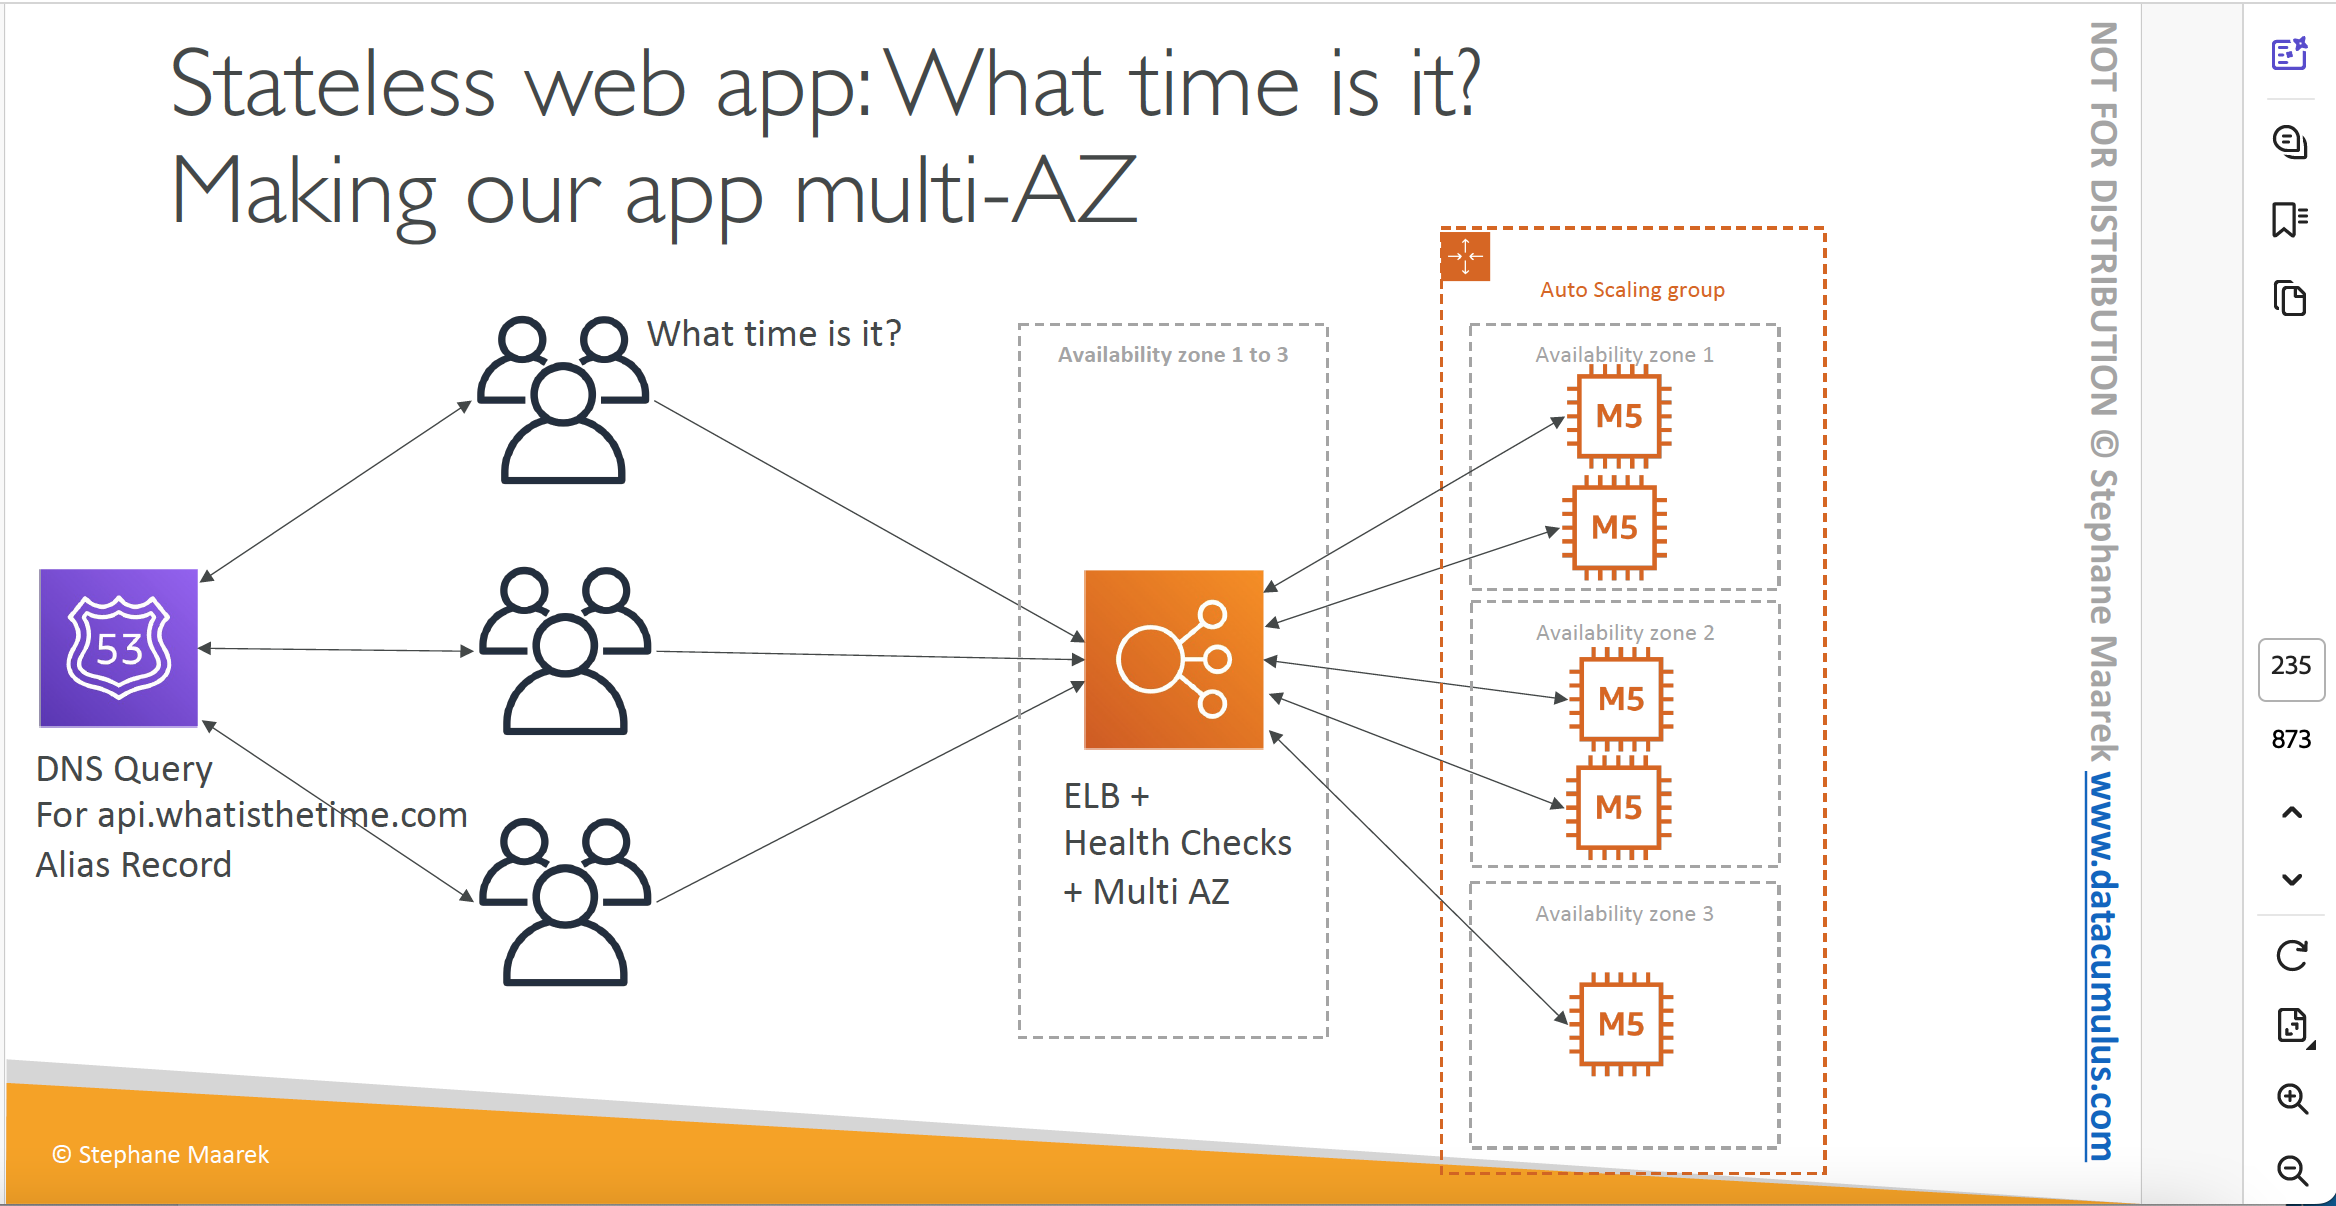 Stateless web app: What time is it?
Making our app multi-AZ
What time is it?
53
DNS Query
For api.whatisthetime.com
Alias Record
Availability zone 1 to 3
ELB +
Health Checks
+ Multi AZ
Auto Scaling group
Availability zone 1
M5
M5
Availability zone 2
M5
M5
Availability zone 3
M5
© Stephane Maarek
NOT FOR DISTRIBUTION © Stephane Maarek www.datacumulus.com
235
873